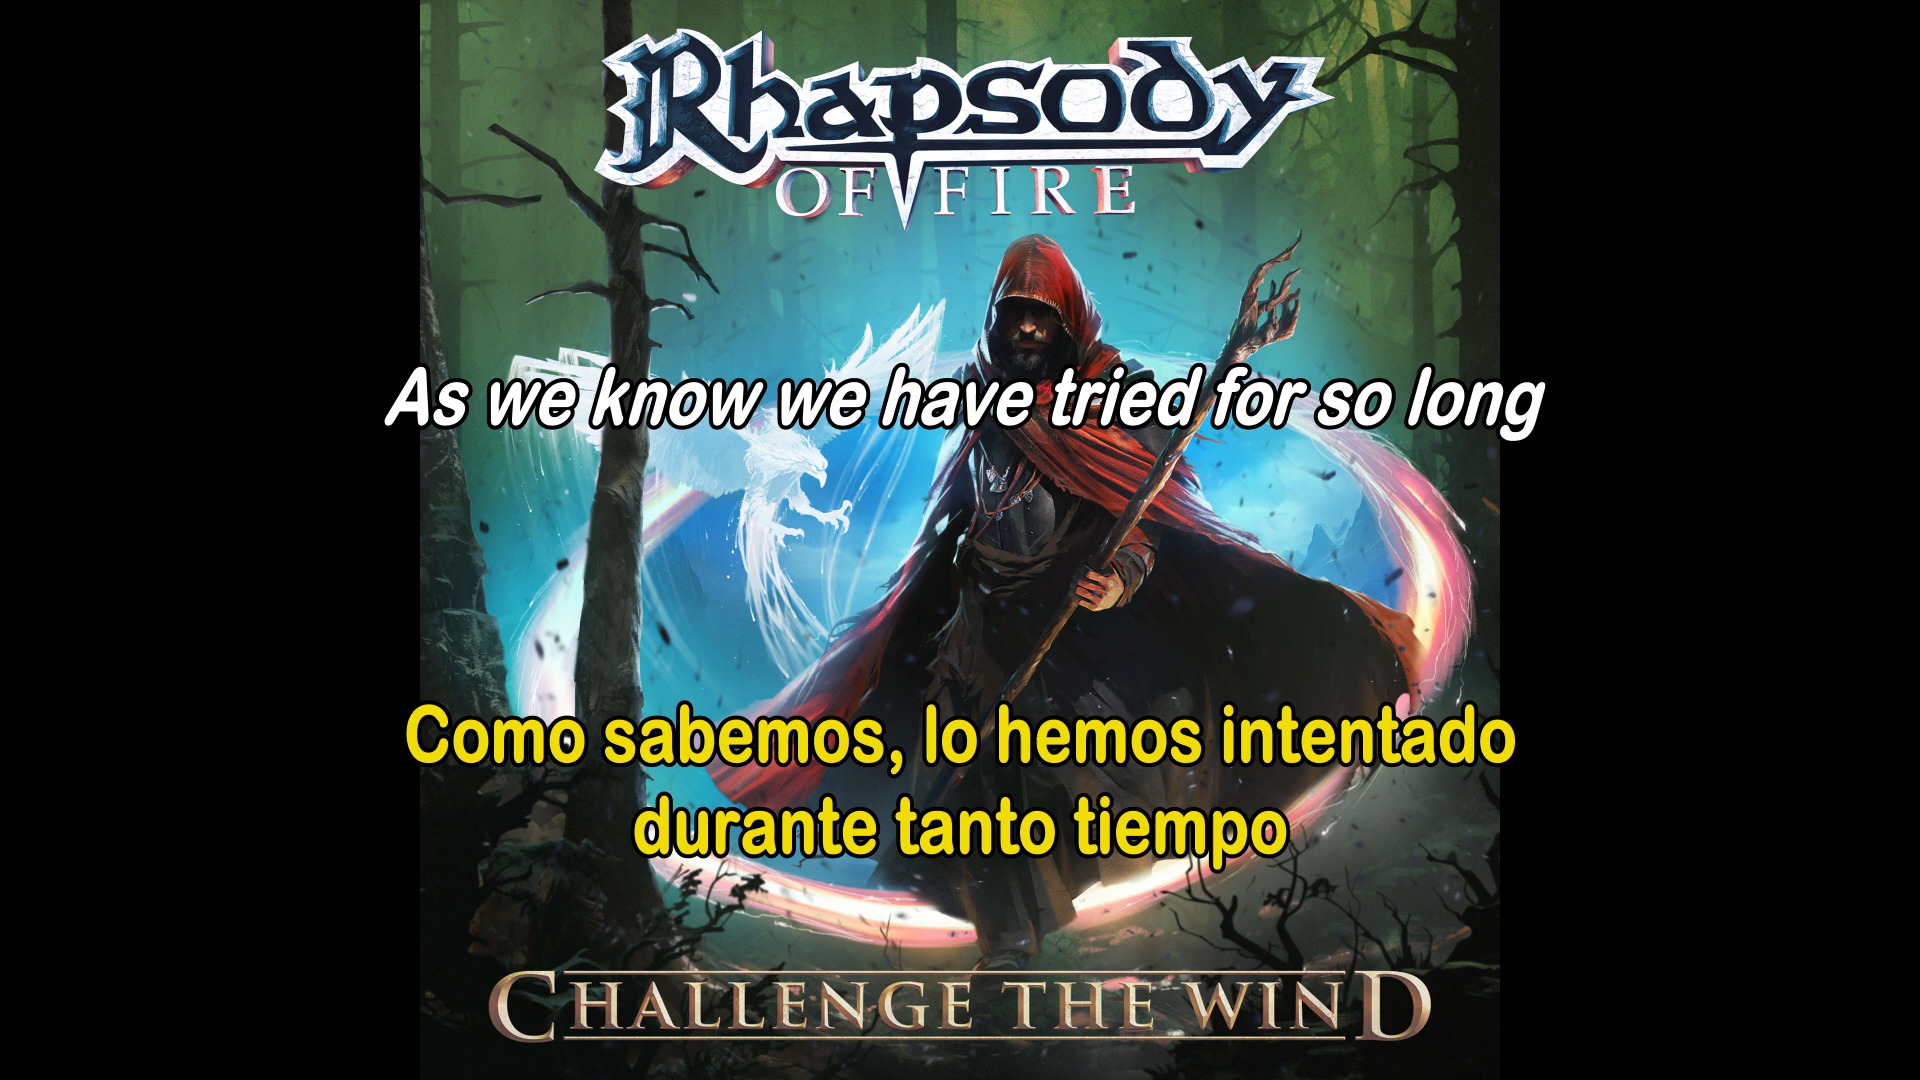 Rhapsody
OF FIRE
As we know we have tried for so long
Como sabemos, lo hemos intentado
durante tanto tiempo
CHALLENGE THE WIND